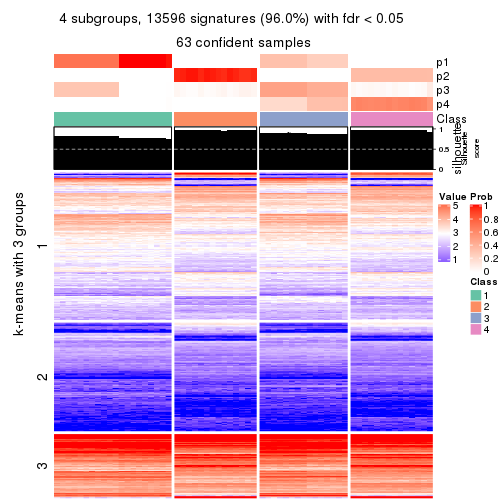 4 subgroups, 13596 signatures (96.0%) with fdr < 0.05
63 confident samples
p1
p2
p3
p4
Class
1
0.5
0
silhouette
Silhouette
score
k-means with 3 groups
1
2
3
Value
5
4
3
2
1
Prob
1
0.8
0.6
0.4
0.2
0
Class
1
2
3
4